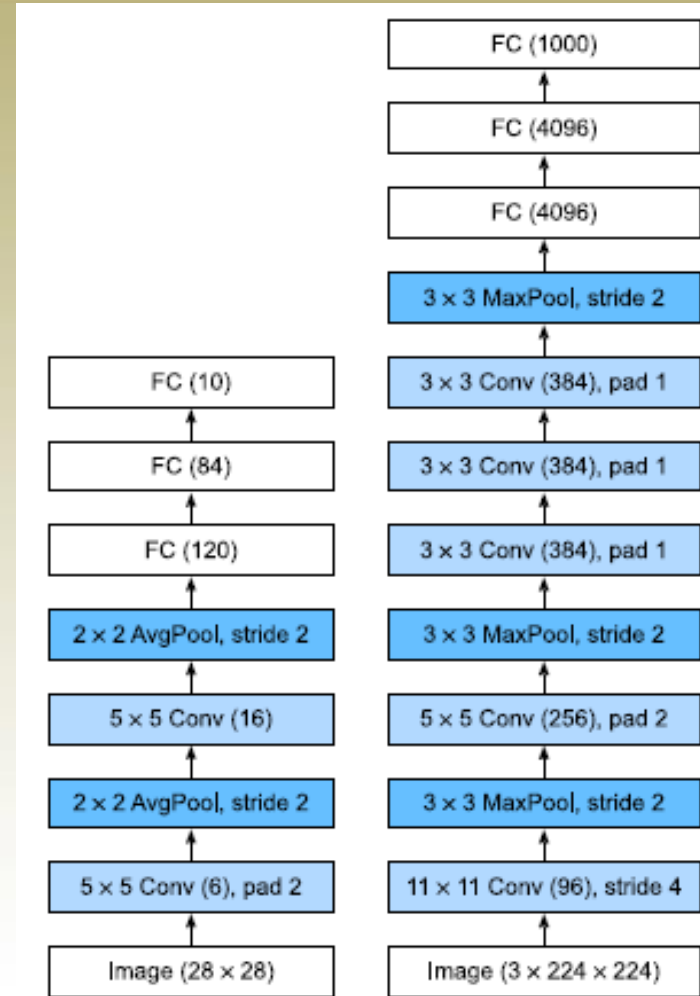 FC (10)
FC (84)
FC (120)
2 × 2 AvgPool, stride 2
5 × 5 Conv (16)
2 × 2 AvgPool, stride 2
5 × 5 Conv (6), pad 2
Image (28 × 28)
FC (1000)
FC (4096)
FC (4096)
3 × 3 MaxPool, stride 2
3 × 3 Conv (384), pad 1
3 × 3 Conv (384), pad 1
3 × 3 Conv (384), pad 1
3 × 3 MaxPool, stride 2
5 × 5 Conv (256), pad 2
3 × 3 MaxPool, stride 2
11 × 11 Conv (96), stride 4
Image (3 × 224 × 224)